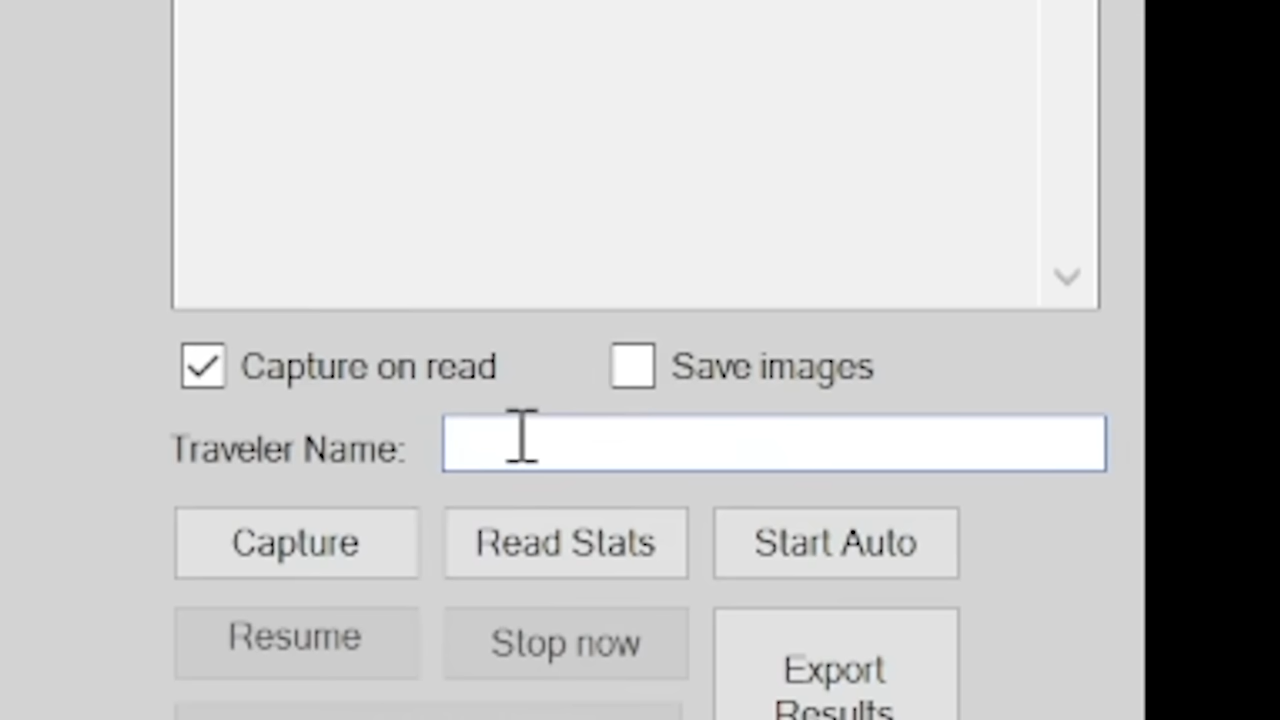 Capture on read Save images
Traveler Name:
Capture Read Stats Start Auto
Resume Stop now Export
Results